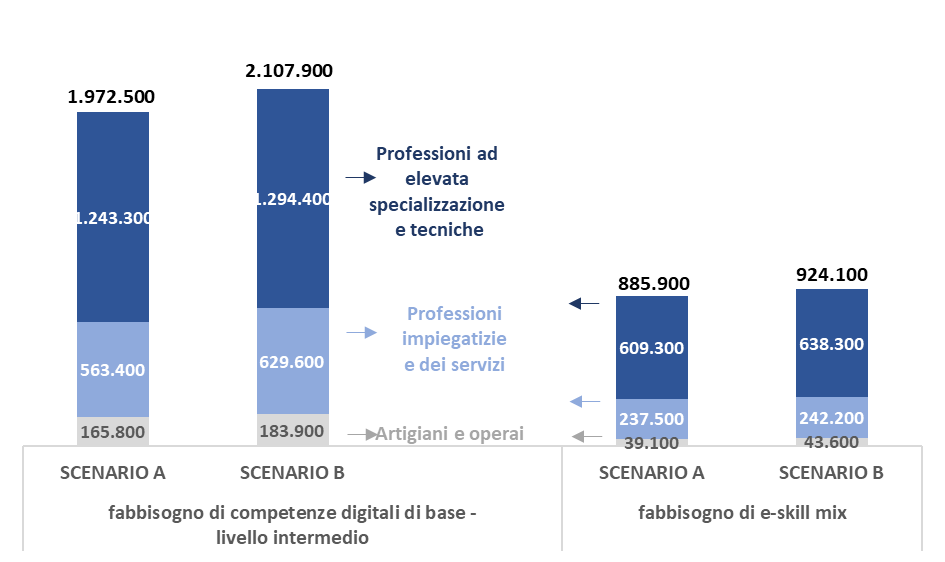 2.107.900
1.972.500
Professioni ad
elevata
specializzazione
e tecniche
1.294.400
1.243.300
924.100
885.900
Professioni
impiegatizie
e dei servizi
609.300
638.300
563.400
629.600
237.500
242.200
165.800
183.900
Artigiani e operai
39.100
43.600
SCENARIO A
SCENARIO B
SCENARIO A
SCENARIO B
fabbisogno di competenze digitali di base -
livello intermedio
fabbisogno di e-skill mix